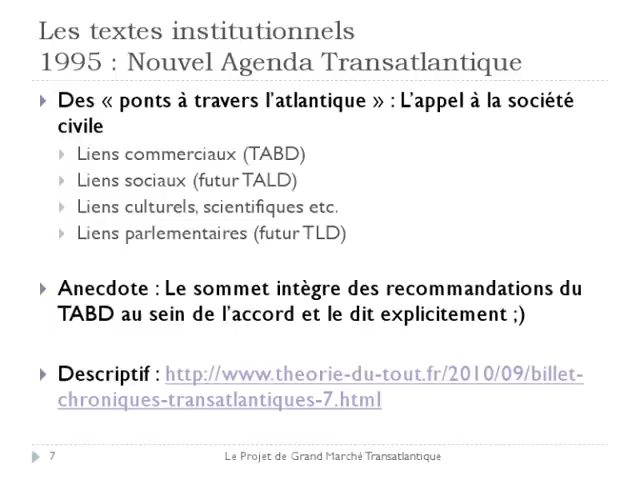 Les textes institutionnels
1995 : Nouvel Agenda Transatlantique
Des « ponts à travers l'atlantique » : L'appel à la société
civile
Liens commerciaux (TABD)
Liens sociaux (futur TALD)
Liens culturels, scientifiques etc.
Liens parlementaires (futur TLD)
Anecdote : Le sommet intègre des recommandations du
TABD au sein de l'accord et le dit explicitement ;)
Descriptif : http://www.theorie-du-tout.fr/2010/09/billet-
chroniques-transatlantiques-7.html
7
Le Projet de Grand Marché Transatlantique